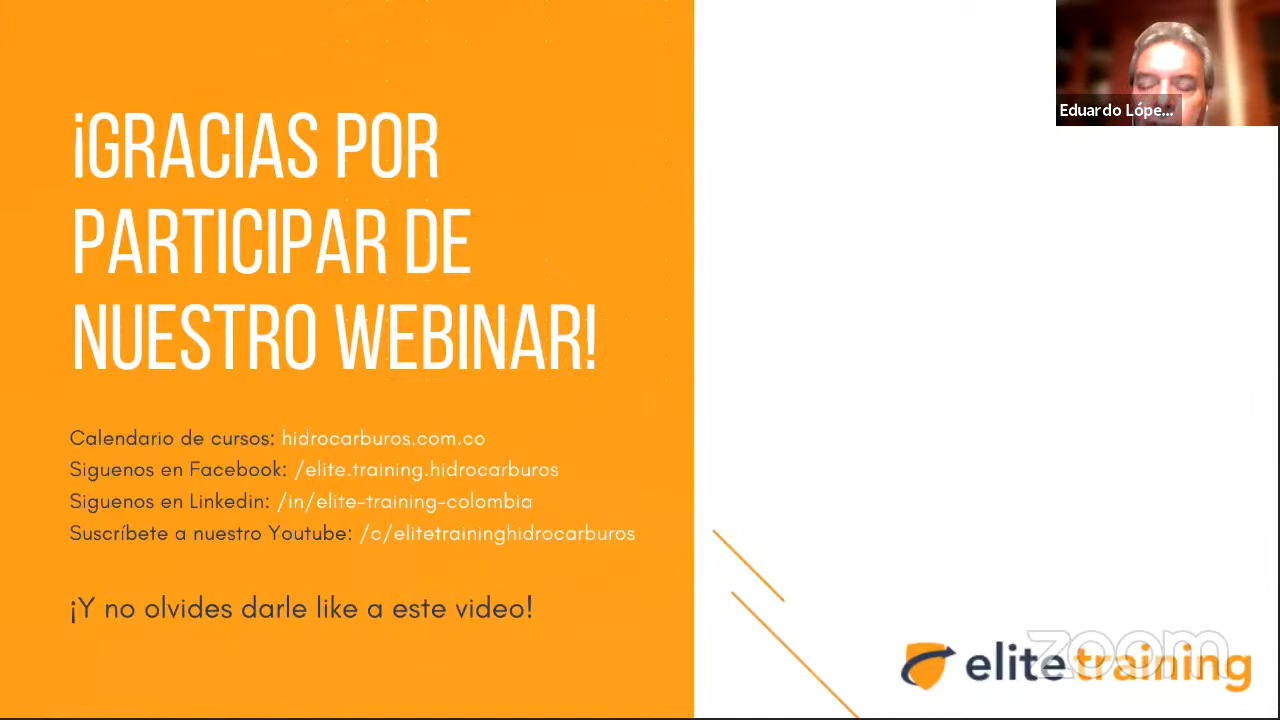 ¡GRACIAS POR
PARTICIPAR DE
NUESTRO WEBINAR!
Calendario de cursos: hidrocarburos.com.co
Siguenos en Facebook: /elite.training.hidrocarburos
Siguenos en Linkedin: /in/elite-training-colombia
Suscríbete a nuestro Youtube: /c/elitetraininghidrocarburos
¡Y no olvides darle like a este video!
Eduardo Lópe...
zoom
elite training